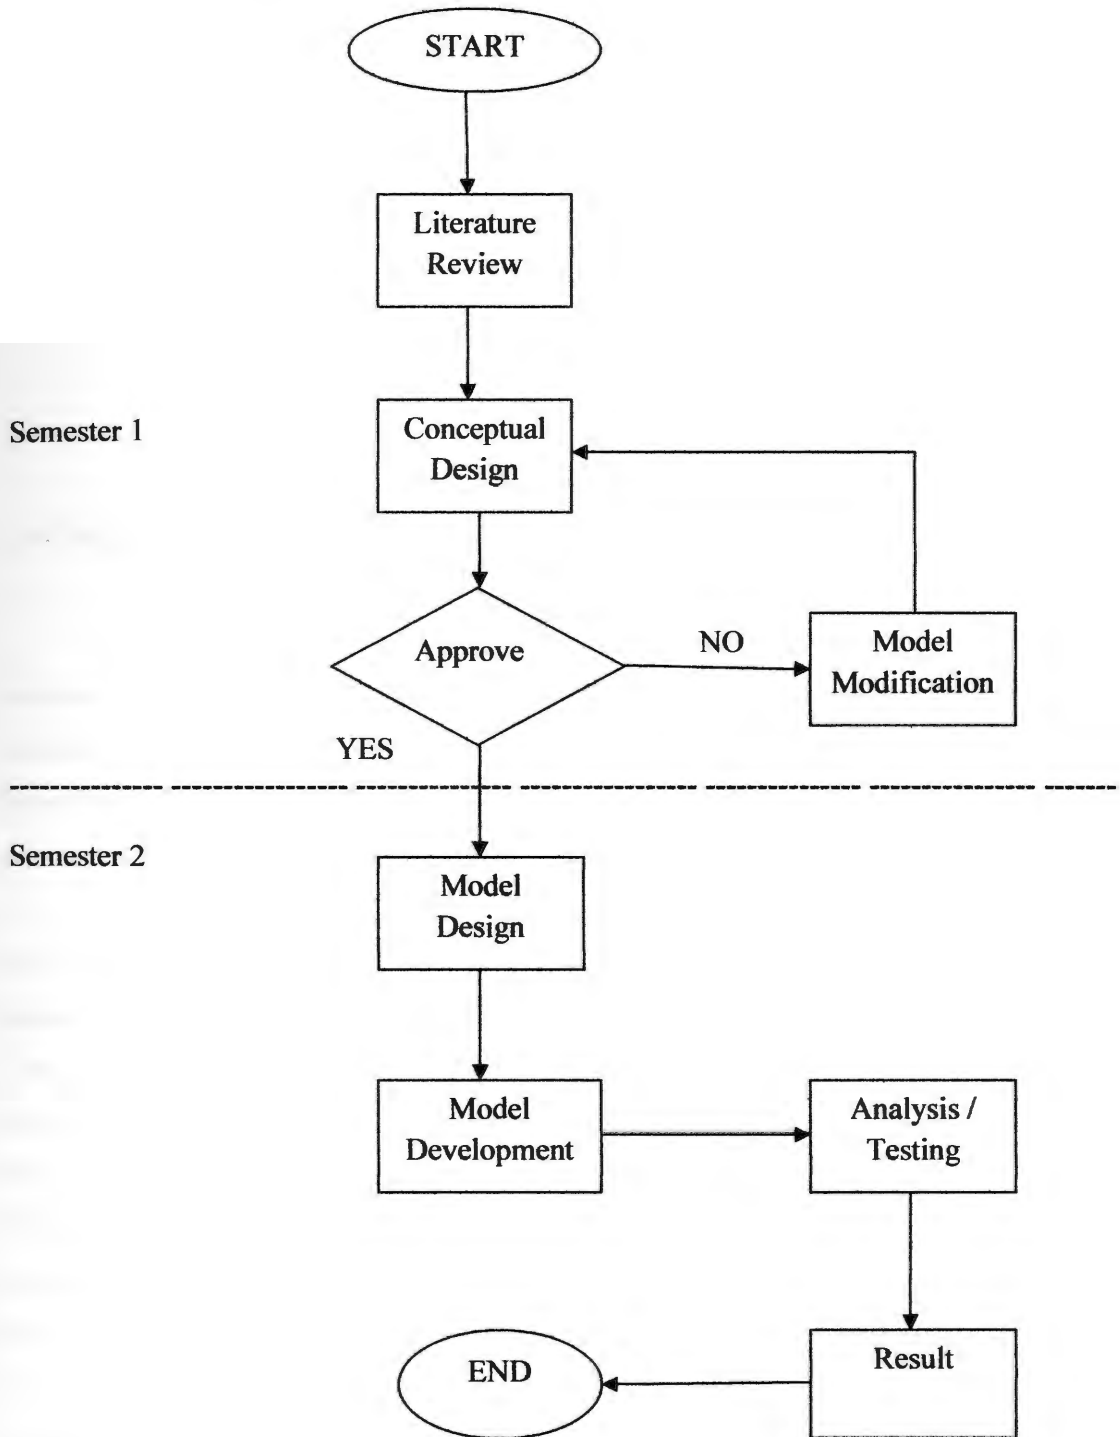 START
Literature
Review
Semester 1
Conceptual
Design
Approve
NO
Model
Modification
YES
Semester 2
Model
Design
Model
Development
Analysis /
Testing
END
Result